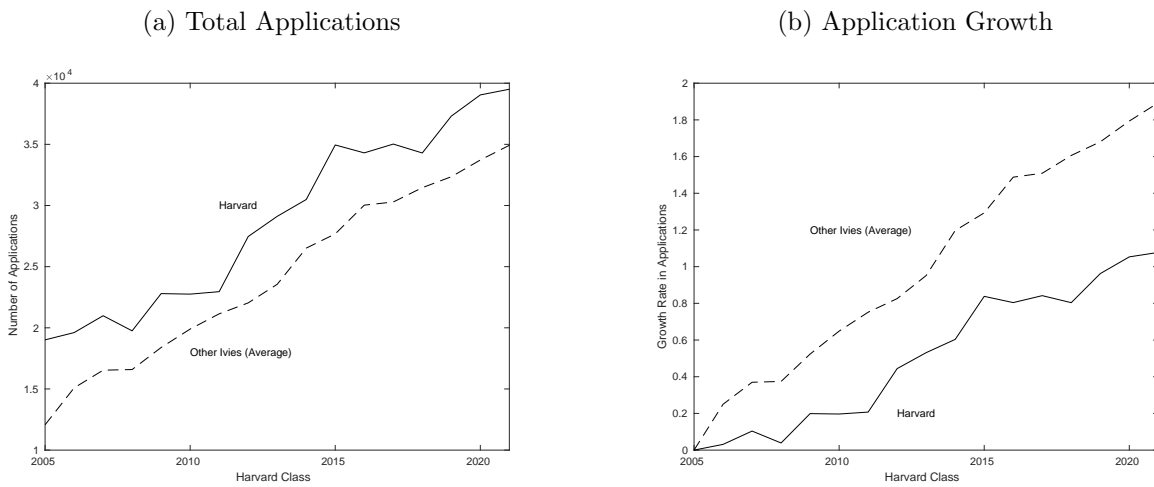 (a) Total Applications
×10⁴
4
3.5
3
2.5
2
1.5
1
Number of Applications
Harvard
Other Ivies (Average)
2005
2010
2015
2020
Harvard Class
(b) Application Growth
2
1.8
1.6
1.4
1.2
1
0.8
0.6
0.4
0.2
0
Growth Rate in Applications
Other Ivies (Average)
Harvard
2005
2010
2015
2020
Harvard Class